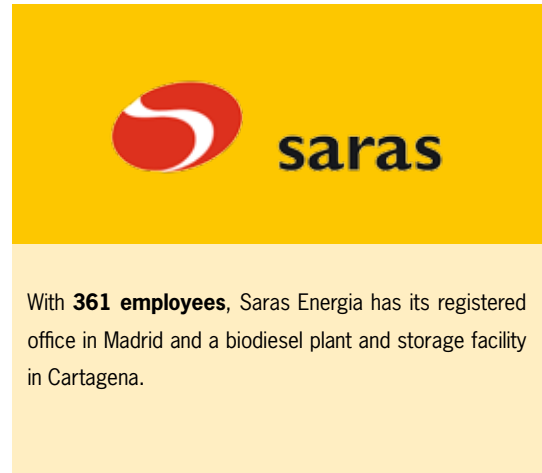 saras
With 361 employees, Saras Energia has its registered
office in Madrid and a biodiesel plant and storage facility
in Cartagena.